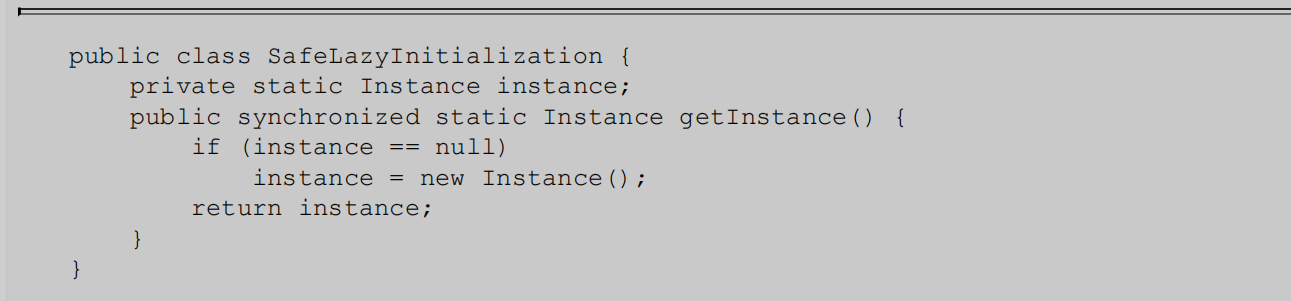 public class SafeLazyInitialization {
    private static Instance instance;
    public synchronized static Instance getInstance() {
        if (instance == null)
            instance = new Instance();
        return instance;
    }
}